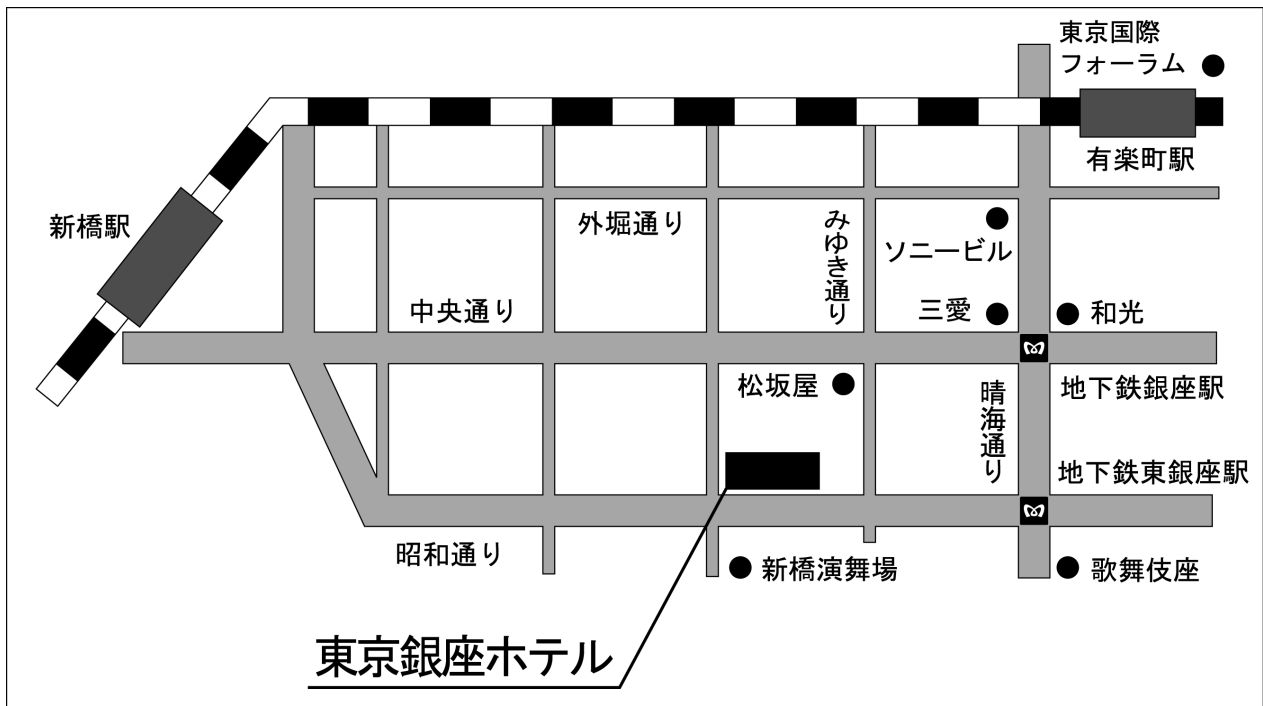 東京国際
フォーラム
有楽町駅
新橋駅
外堀通り
みゆき通り
ソニービル
中央通り
三愛
和光
松坂屋
晴海通り
地下鉄銀座駅
地下鉄東銀座駅
昭和通り
新橋演舞場
歌舞伎座
東京銀座ホテル